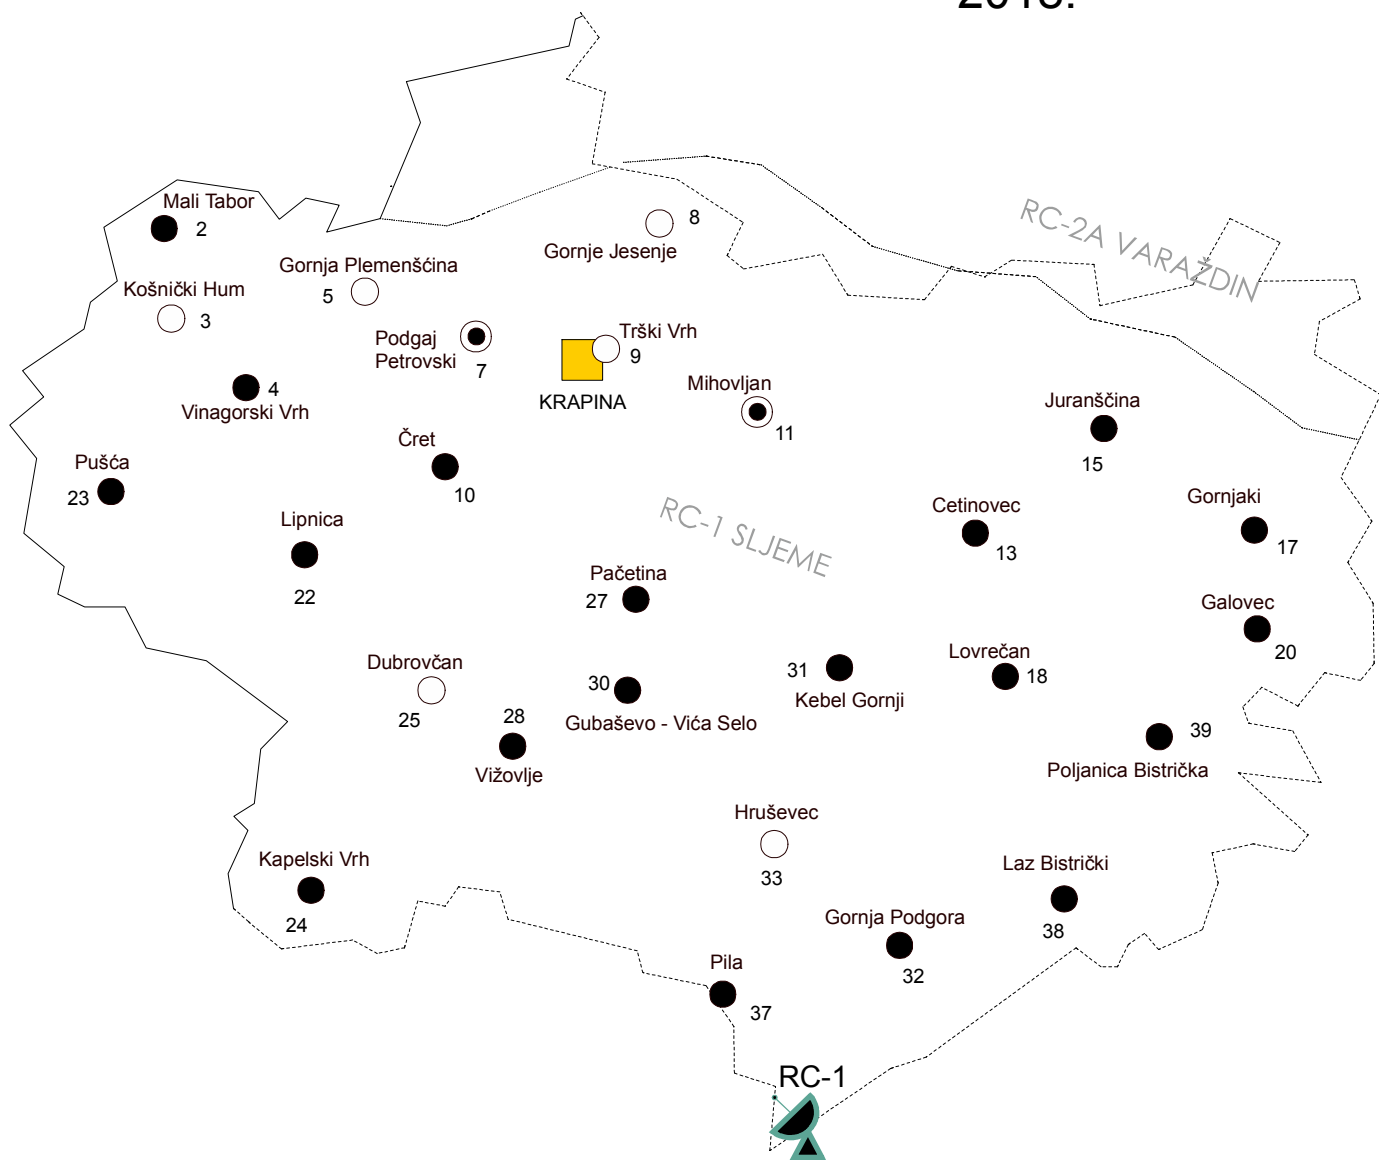 2018.
RC-2A VARAŽDIN
Mali Tabor
2
8
Gornje Jesenje
Gornja Plemenšćina
5
Košnički Hum
3
Podgaj
Petrovski
7
Trški Vrh
9
KRAPINA
Mihovljan
11
4
Vinagorski Vrh
Juranščina
15
Čret
10
Pušća
23
RC-1 SLJEME
Cetinovec
13
Gornjaki
17
Lipnica
22
Pačetina
27
Galovec
20
Dubrovčan
25
30
Gubaševo - Vića Selo
31
Kebel Gornji
Lovrečan
18
28
Vižovlje
39
Poljanica Bistrička
Hruševec
33
Kapelski Vrh
24
Laz Bistrički
38
Gornja Podgora
32
Pila
37
RC-1